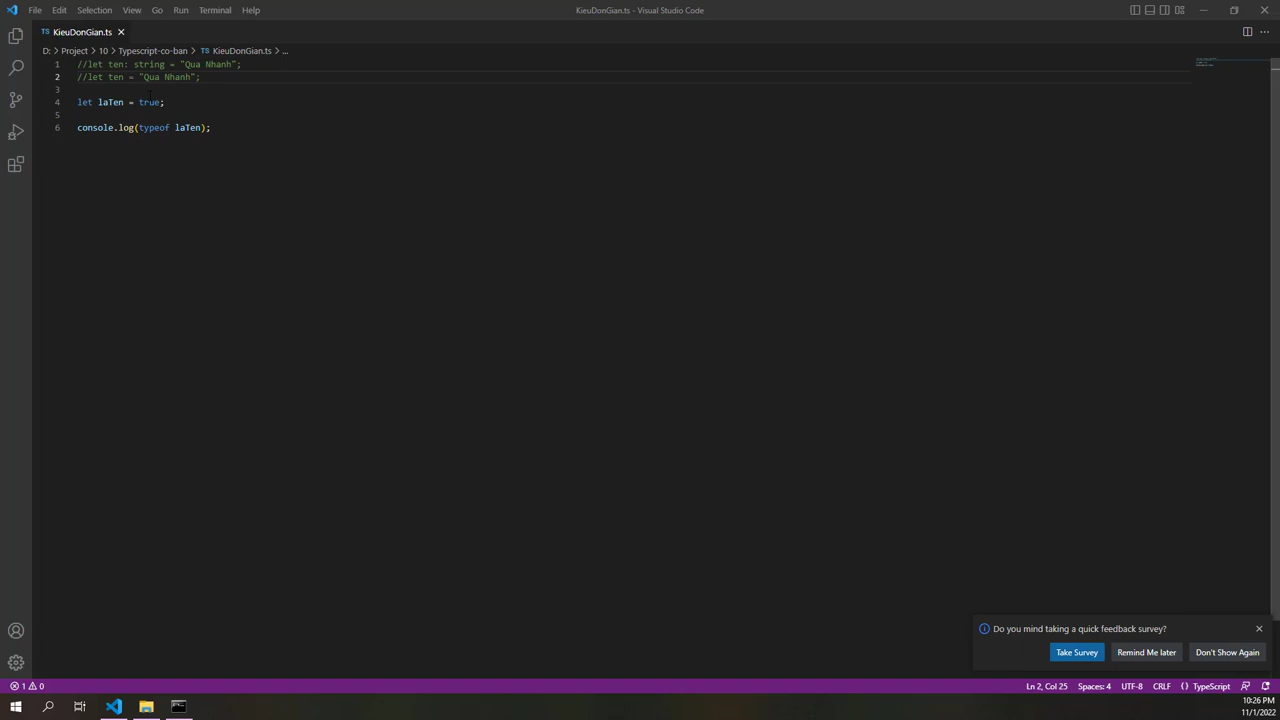 File Edit Selection View Go Run Terminal Help
KieuDonGian.ts - Visual Studio Code
TS KieuDonGian.ts
D: > Project > 10 > Typescript-co-ban > TS KieuDonGian.ts > ...
1 //let ten: string = "Qua Nhanh";
2 //let ten = "Qua Nhanh";
3
4 let laTen = true;
5
6 console.log(typeof laTen);
Do you mind taking a quick feedback survey?
Take Survey Remind Me later Don't Show Again
1 0 Ln 2, Col 25 Spaces: 4 UTF-8 CRLF {} TypeScript
10:26 PM
11/1/2022